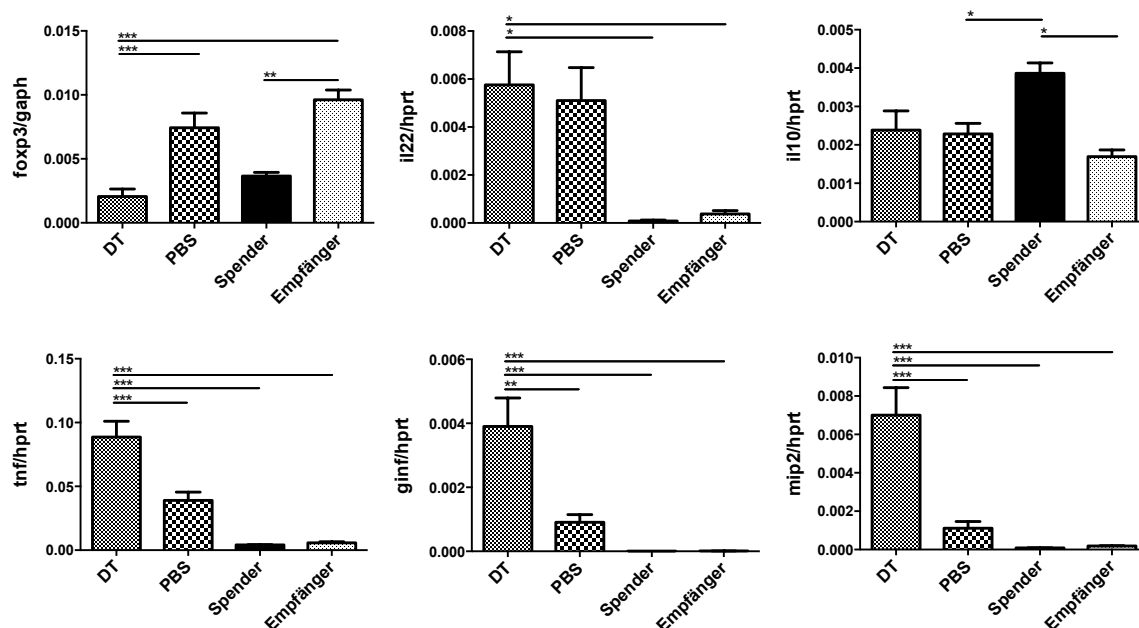 ***
***
**
0.015
0.010
0.005
0.000
foxp3/gaph
DT
PBS
Spender
Empfänger
*
*
0.008
0.006
0.004
0.002
0.000
il22/hprt
DT
PBS
Spender
Empfänger
*
*
0.005
0.004
0.003
0.002
0.001
0.000
il10/hprt
DT
PBS
Spender
Empfänger
***
***
***
0.15
0.10
0.05
0.00
tnf/hprt
DT
PBS
Spender
Empfänger
***
***
**
0.006
0.004
0.002
0.000
ginf/hprt
DT
PBS
Spender
Empfänger
***
***
***
0.010
0.008
0.006
0.004
0.002
0.000
mip2/hprt
DT
PBS
Spender
Empfänger